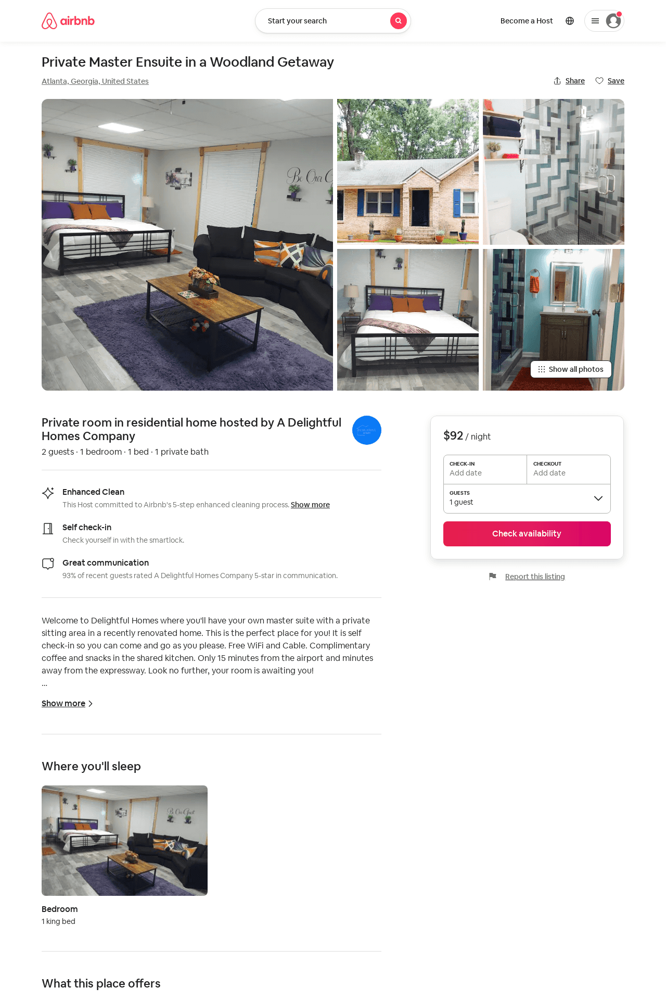 airbnb
Start your search
Become a Host
Private Master Ensuite in a Woodland Getaway
Atlanta, Georgia, United States
Share
Save
Be Our
Show all photos
Private room in residential home hosted by A Delightful
Homes Company
2 guests · 1 bedroom · 1 bed · 1 private bath
$92 / night
CHECK-IN
Add date
CHECKOUT
Add date
GUESTS
1 guest
Check availability
Report this listing
Enhanced Clean
This Host committed to Airbnb's 5-step enhanced cleaning process. Show more
Self check-in
Check yourself in with the smartlock.
Great communication
93% of recent guests rated A Delightful Homes Company 5-star in communication.
Welcome to Delightful Homes where you'll have your own master suite with a private
sitting area in a recently renovated home. This is the perfect place for you! It is self
check-in so you can come and go as you please. Free WiFi and Cable. Complimentary
coffee and snacks in the shared kitchen. Only 15 minutes from the airport and minutes
away from the expressway. Look no further, your room is awaiting you!
...
Show more
Where you'll sleep
Be Our Guest
Bedroom
1 king bed
What this place offers